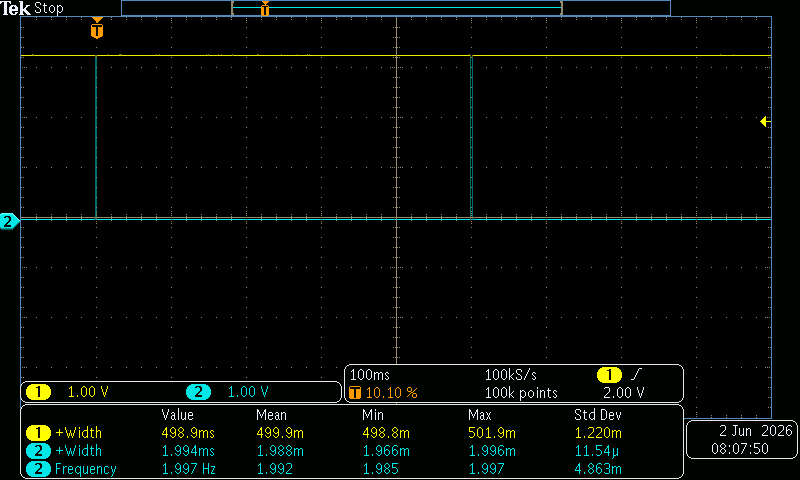 Tek Stop
T
T
2
100ms 100kS/s 1
1 1.00 V 2 1.00 V T 10.10 % 100k points 2.00 V
Value Mean Min Max Std Dev
1 +Width 498.9ms 499.9m 498.8m 501.9m 1.220m
2 +Width 1.994ms 1.988m 1.966m 1.996m 11.54µ
2 Frequency 1.997 Hz 1.992 1.985 1.997 4.863m
2 Jun 2026
08:07:50